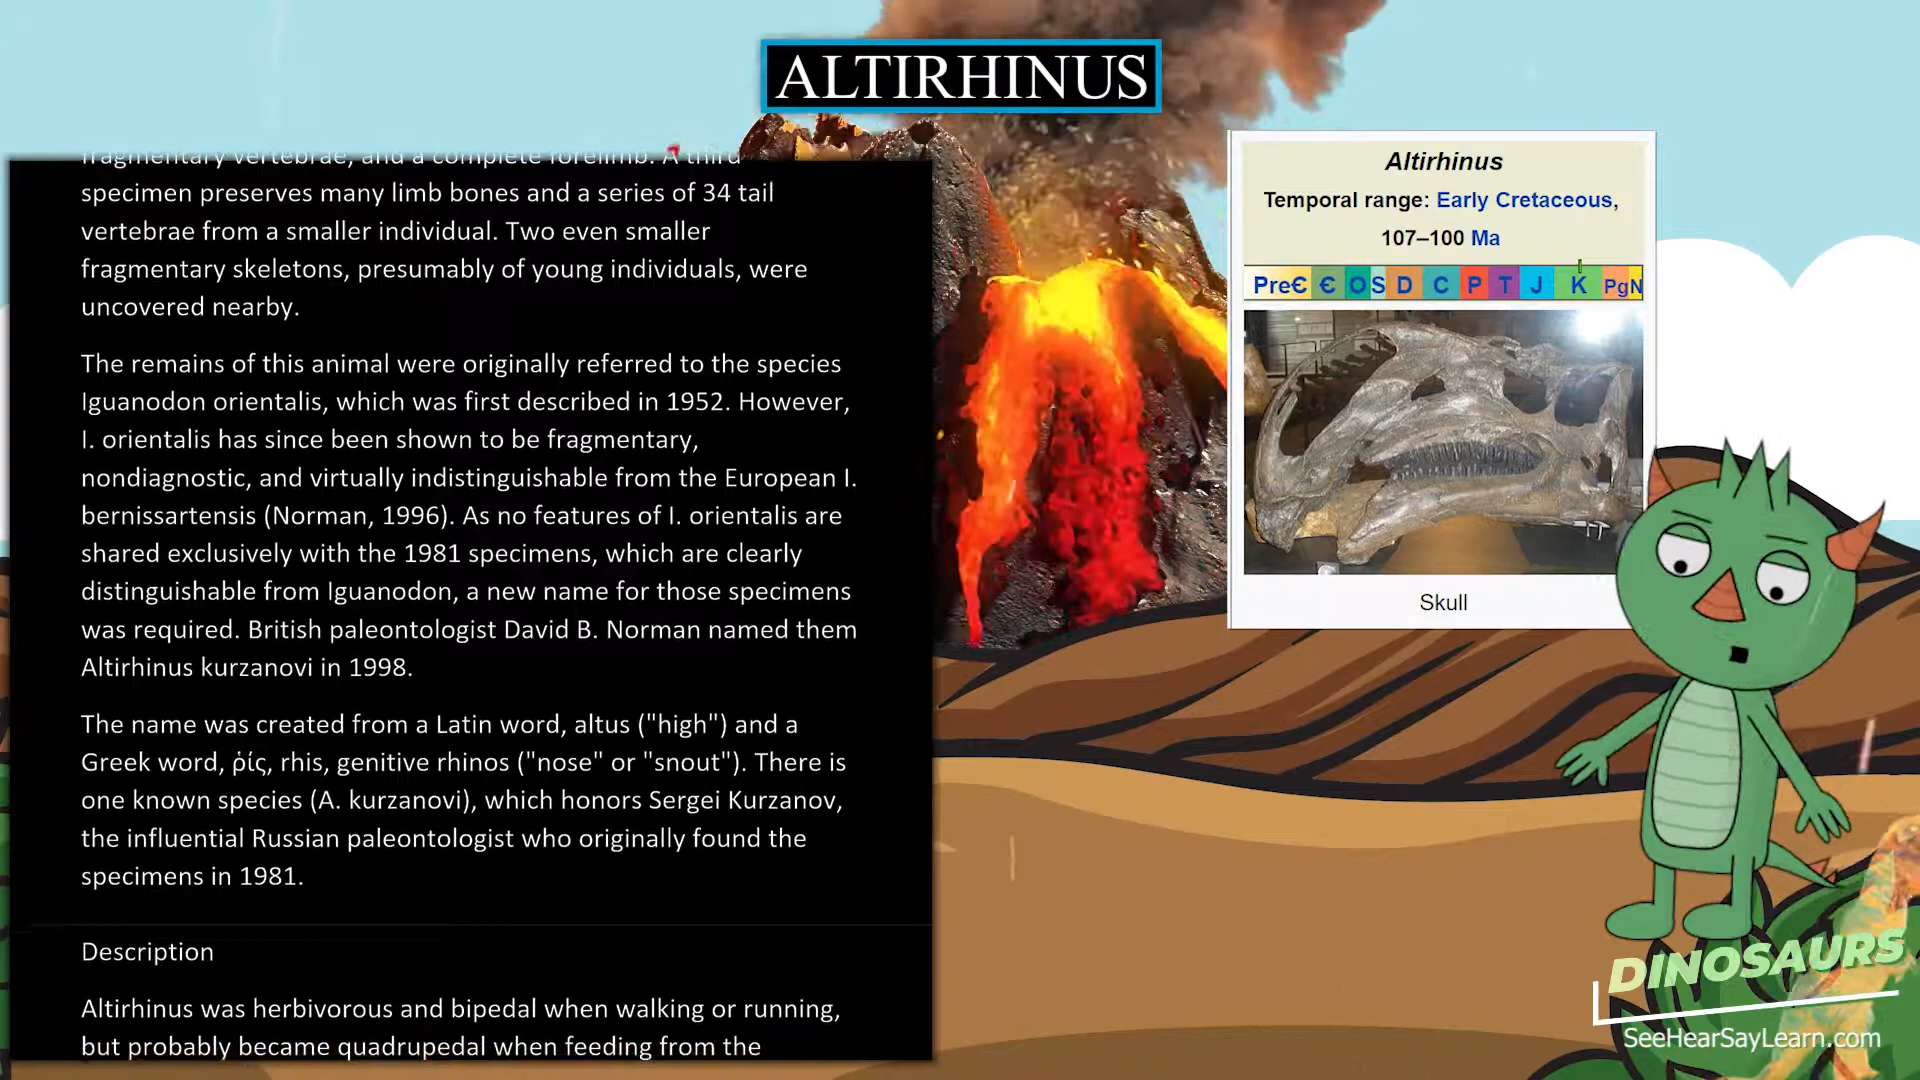 ALTIRHINUS
fragmentary vertebrae, and a complete forelimb. A third
specimen preserves many limb bones and a series of 34 tail
vertebrae from a smaller individual. Two even smaller
fragmentary skeletons, presumably of young individuals, were
uncovered nearby.
The remains of this animal were originally referred to the species
Iguanodon orientalis, which was first described in 1952. However,
I. orientalis has since been shown to be fragmentary,
nondiagnostic, and virtually indistinguishable from the European I.
bernissartensis (Norman, 1996). As no features of I. orientalis are
shared exclusively with the 1981 specimens, which are clearly
distinguishable from Iguanodon, a new name for those specimens
was required. British paleontologist David B. Norman named them
Altirhinus kurzanovi in 1998.
The name was created from a Latin word, altus ("high") and a
Greek word, ῥίς, rhis, genitive rhinos ("nose" or "snout"). There is
one known species (A. kurzanovi), which honors Sergei Kurzanov,
the influential Russian paleontologist who originally found the
specimens in 1981.
Description
Altirhinus was herbivorous and bipedal when walking or running,
but probably became quadrupedal when feeding from the
Altirhinus
Temporal range: Early Cretaceous,
107–100 Ma
PreЄ Є O S D C P T J K Pg N
Skull
DINOSAURS
SeeHearSayLearn.com